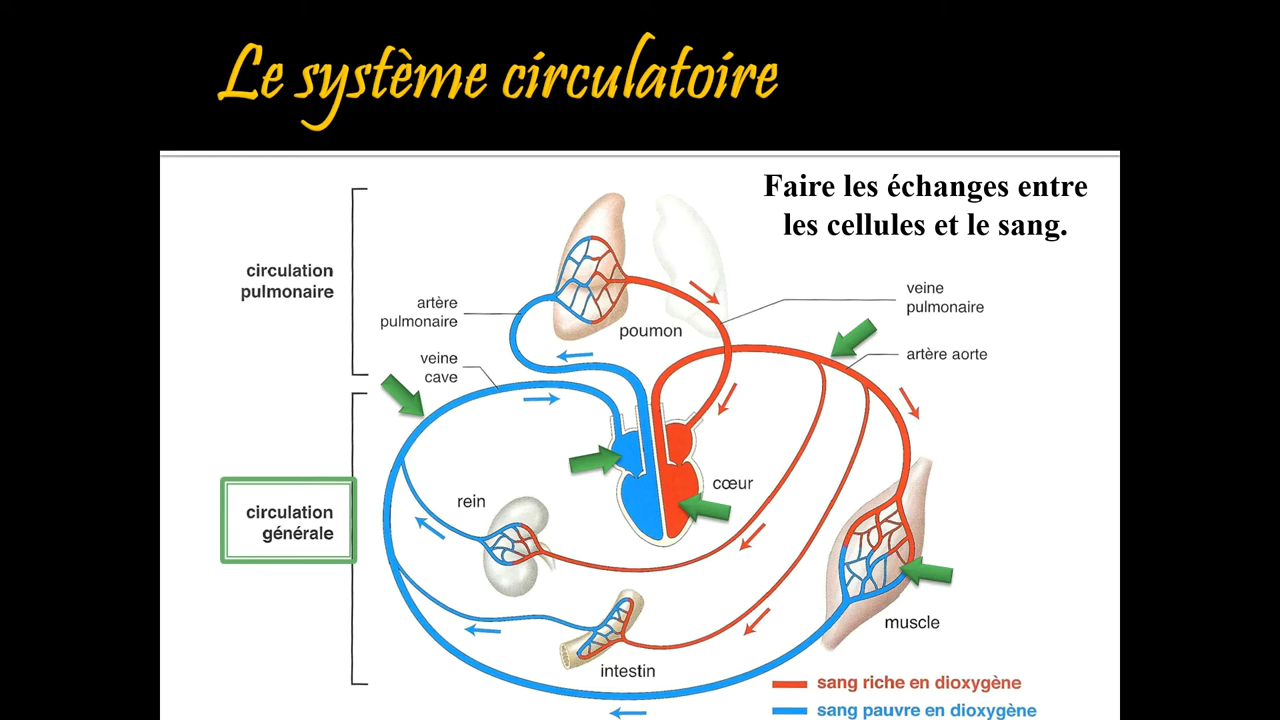 Le système circulatoire
Faire les échanges entre
les cellules et le sang.
circulation
pulmonaire
artère
pulmonaire
poumon
veine
pulmonaire
veine
cave
artère aorte
circulation
générale
rein
cœur
muscle
intestin
sang riche en dioxygène
sang pauvre en dioxygène